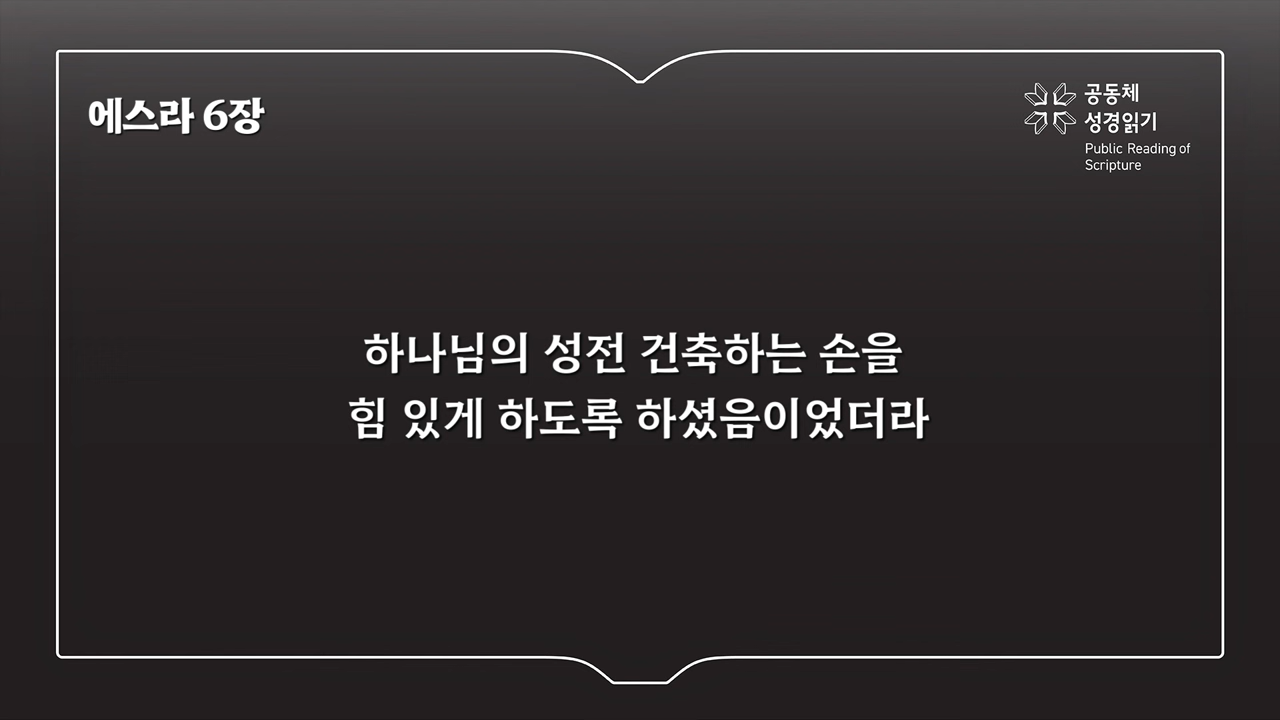 에스라 6장
공동체
성경읽기
Public Reading of
Scripture
하나님의 성전 건축하는 손을
힘 있게 하도록 하셨음이었더라